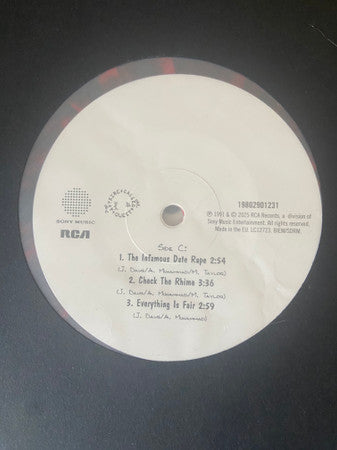 SONY MUSIC
RCA
19802901231
℗ 1991 & © 2025 RCA Records, a division of
Sony Music Entertainment. All rights reserved.
Made in the EU. LC12723. BIEM/SDRM.
SIDE C:
1. The Infamous Date Rape 2:54
(J. DAVIS/A. MUHAMMAD/M. TAYLOR)
2. Check The Rhime 3:36
(J. DAVIS/A. MUHAMMAD/M. TAYLOR)
3. Everything Is Fair 2:59
(J. DAVIS/A. MUHAMMAD)